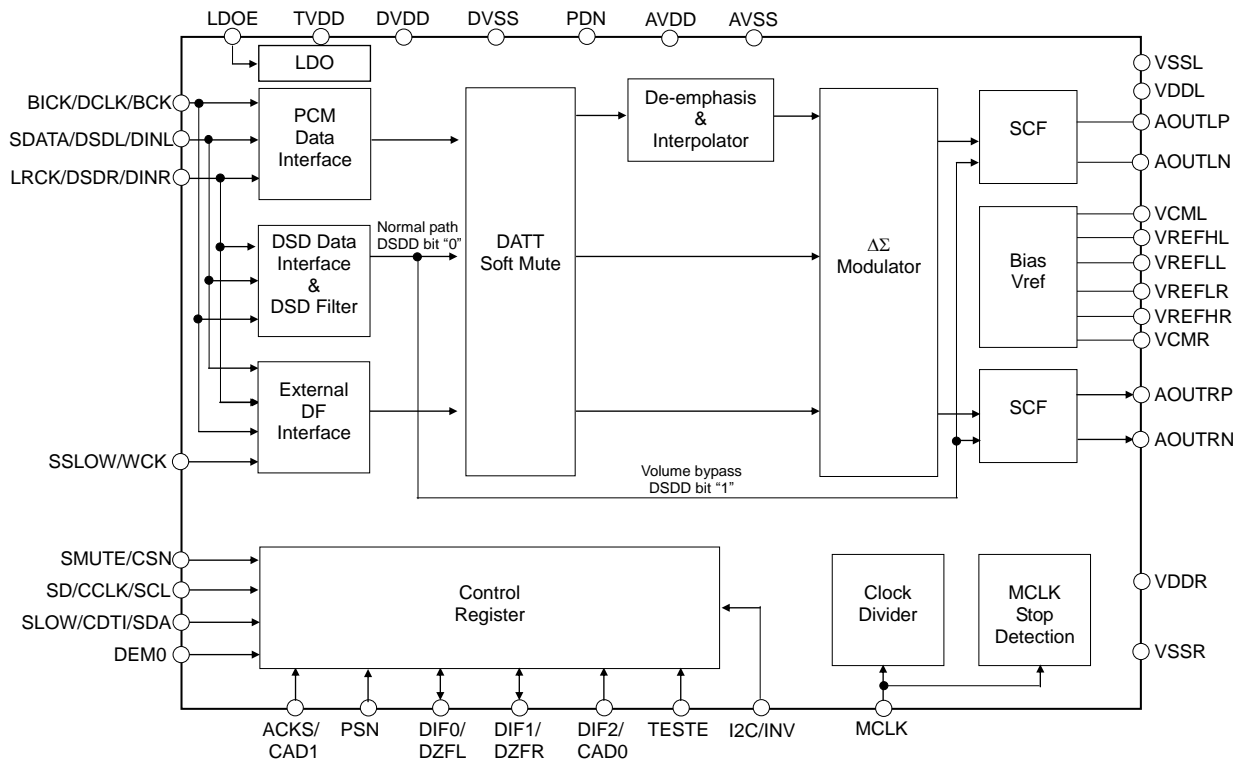 LDOE
TVDD
DVDD
DVSS
PDN
AVDD
AVSS
LDO
VSSL
VDDL
BICK/DCLK/BCK
SDATA/DSDL/DINL
LRCK/DSDR/DINR
PCM
Data
Interface
De-emphasis
&
Interpolator
SCF
AOUTLP
AOUTLN
DSD Data
Interface
&
DSD Filter
Normal path
DSDD bit “0”
DATT
Soft Mute
ΔΣ
Modulator
Bias
Vref
VCML
VREFHL
VREFLL
VREFLR
VREFHR
VCMR
External
DF
Interface
SCF
AOUTRP
AOUTRN
SSLOW/WCK
Volume bypass
DSDD bit “1”
SMUTE/CSN
SD/CCLK/SCL
SLOW/CDTI/SDA
DEM0
Control
Register
Clock
Divider
MCLK
Stop
Detection
VDDR
VSSR
ACKS/
CAD1
PSN
DIF0/
DZFL
DIF1/
DZFR
DIF2/
CAD0
TESTE
I2C/INV
MCLK